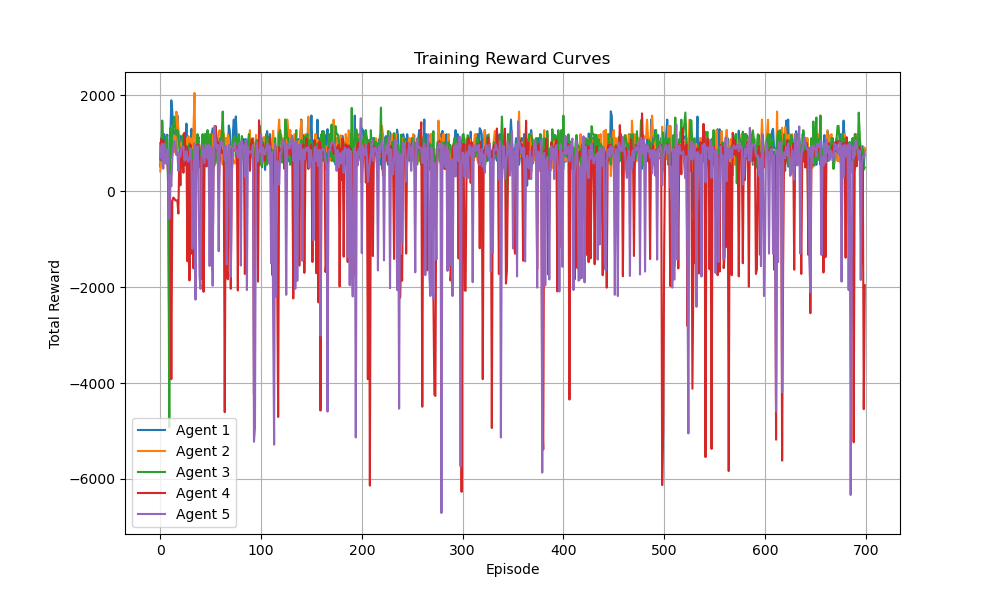 Training Reward Curves
Total Reward
2000
0
−2000
−4000
−6000
Agent 1
Agent 2
Agent 3
Agent 4
Agent 5
0 100 200 300 400 500 600 700
Episode